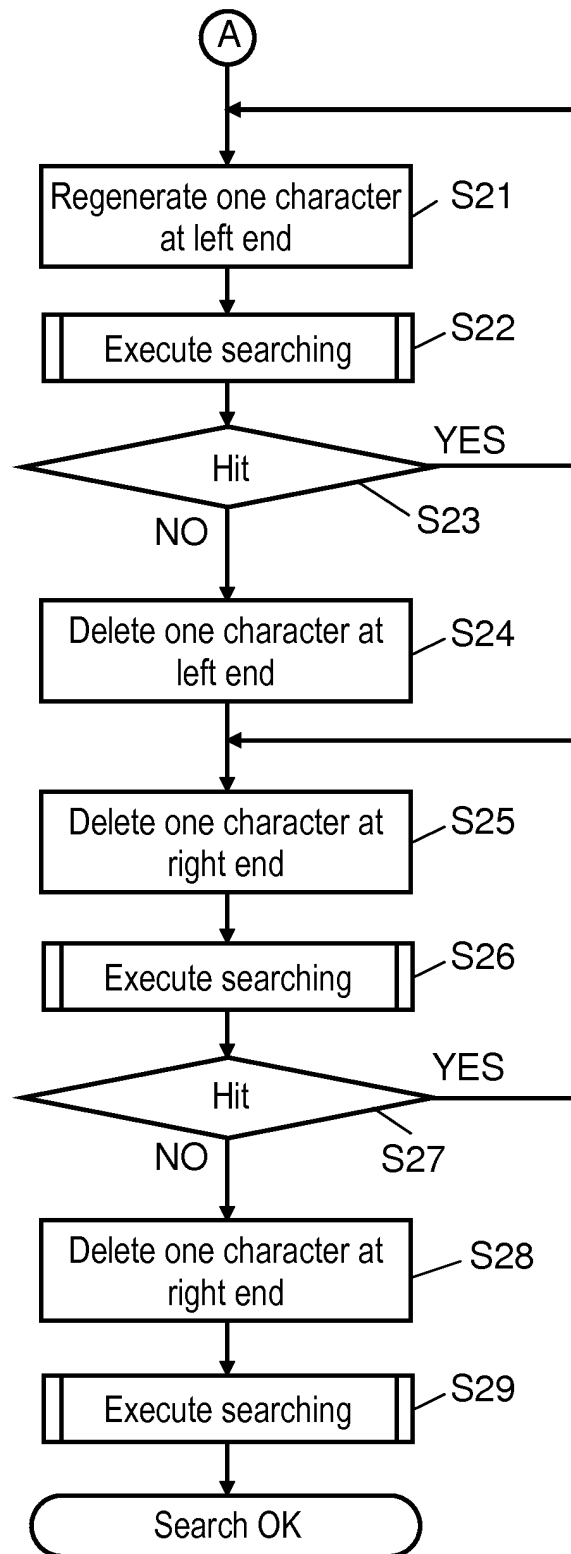 A
Regenerate one character
at left end
S21
Execute searching
S22
Hit
YES
S23
NO
Delete one character at
left end
S24
Delete one character at
right end
S25
Execute searching
S26
Hit
YES
S27
NO
Delete one character at
right end
S28
Execute searching
S29
Search OK